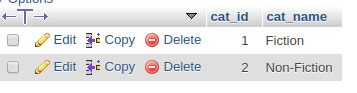 Options
cat_id cat_name
Edit Copy Delete 1 Fiction
Edit Copy Delete 2 Non-Fiction